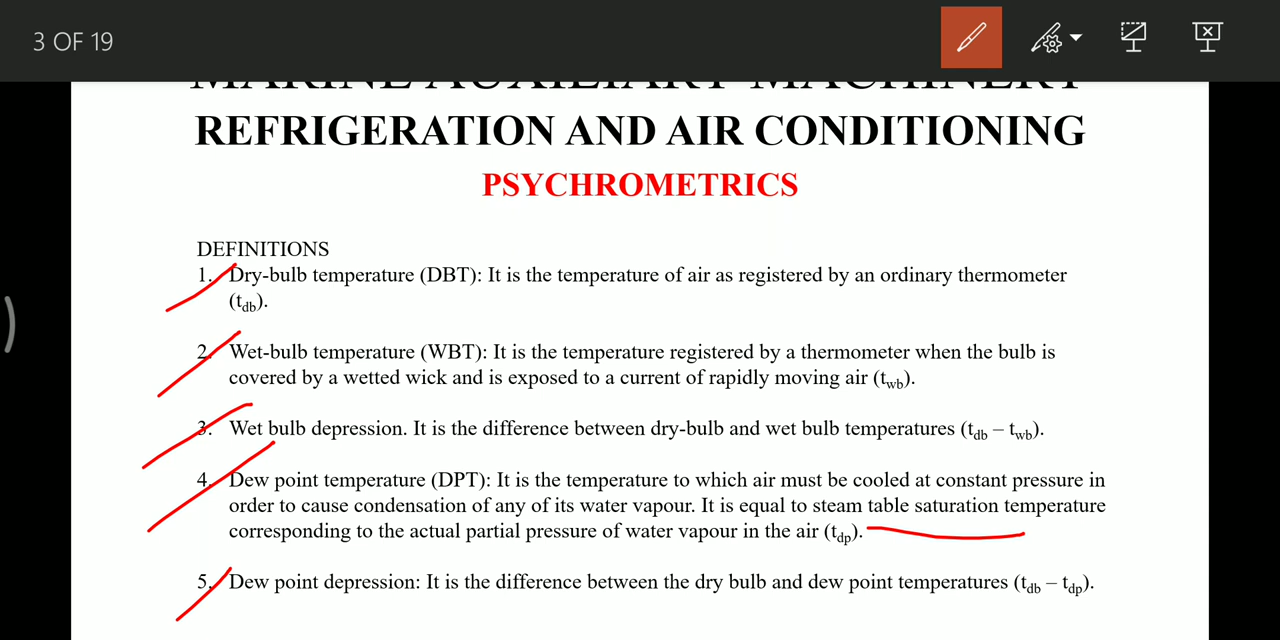 3 OF 19
MARINE AUXILIARY MACHINERY
REFRIGERATION AND AIR CONDITIONING
PSYCHROMETRICS
DEFINITIONS
1. Dry-bulb temperature (DBT): It is the temperature of air as registered by an ordinary thermometer
(tdb).
2. Wet-bulb temperature (WBT): It is the temperature registered by a thermometer when the bulb is
covered by a wetted wick and is exposed to a current of rapidly moving air (twb).
3. Wet bulb depression. It is the difference between dry-bulb and wet bulb temperatures (tdb – twb).
4. Dew point temperature (DPT): It is the temperature to which air must be cooled at constant pressure in
order to cause condensation of any of its water vapour. It is equal to steam table saturation temperature
corresponding to the actual partial pressure of water vapour in the air (tdp).
5. Dew point depression: It is the difference between the dry bulb and dew point temperatures (tdb – tdp).